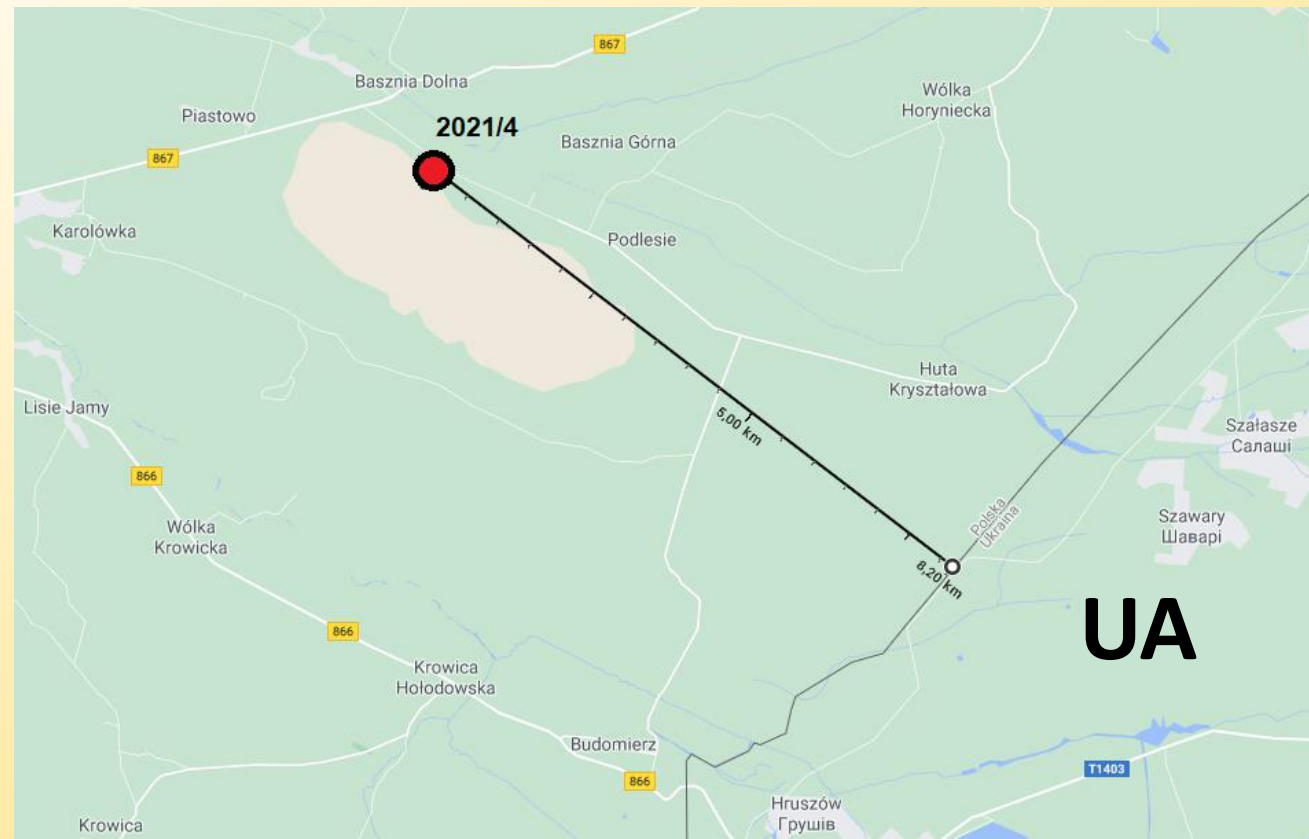 867
Basznia Dolna
Wólka
Horyniecka
Piastowo
2021/4
Basznia Górna
867
Karolówka
Podlesie
Huta
Kryształowa
Lisie Jamy
5,00 km
Szałasze
Салаші
866
Wólka
Krowicka
Polska
Ukraina
Szawary
Шаварі
8,20 km
UA
866
Krowica
Hołodowska
Budomierz
866
T1403
Hruszów
Грушів
Krowica